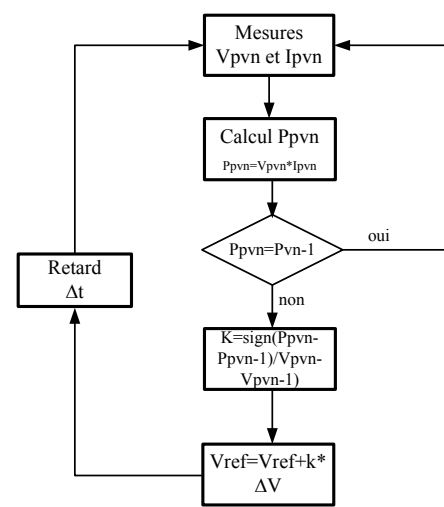 Mesures
Vpvn et Ipvn
Calcul Ppvn
Ppvn=Vpvn*Ipvn
Ppvn=Pvn-1
oui
non
Retard
Δt
K=sign(Ppvn-
Ppvn-1)/Vpvn-
Vpvn-1)
Vref=Vref+k*
ΔV